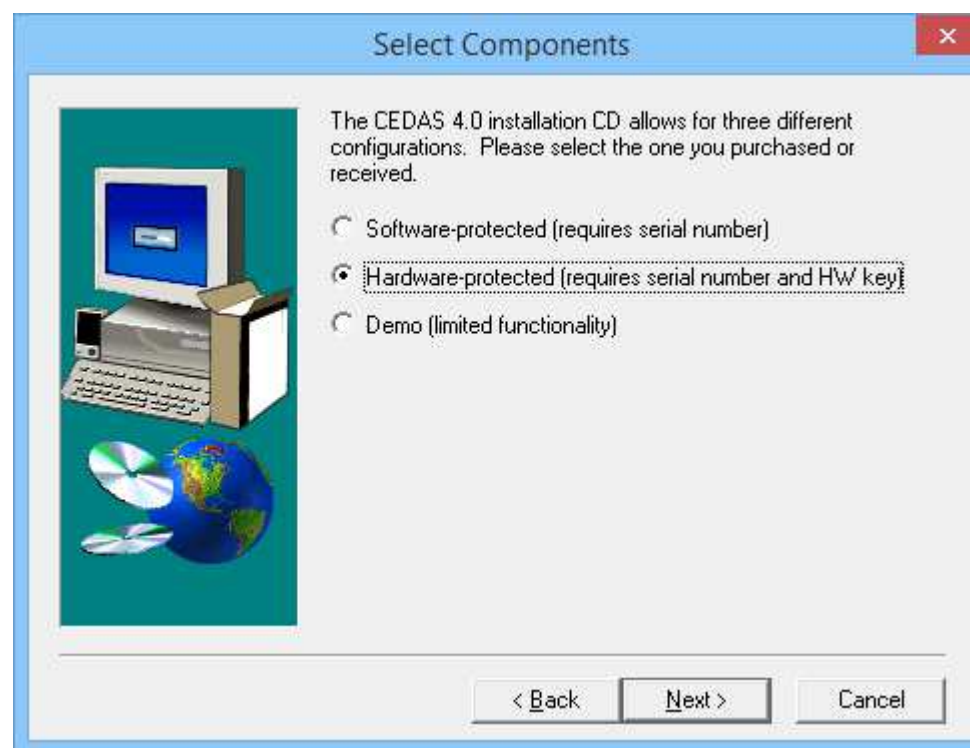 Select Components
The CEDAS 4.0 installation CD allows for three different
configurations. Please select the one you purchased or
received.
Software-protected (requires serial number)
Hardware-protected (requires serial number and HW key)
Demo (limited functionality)
< Back
Next >
Cancel